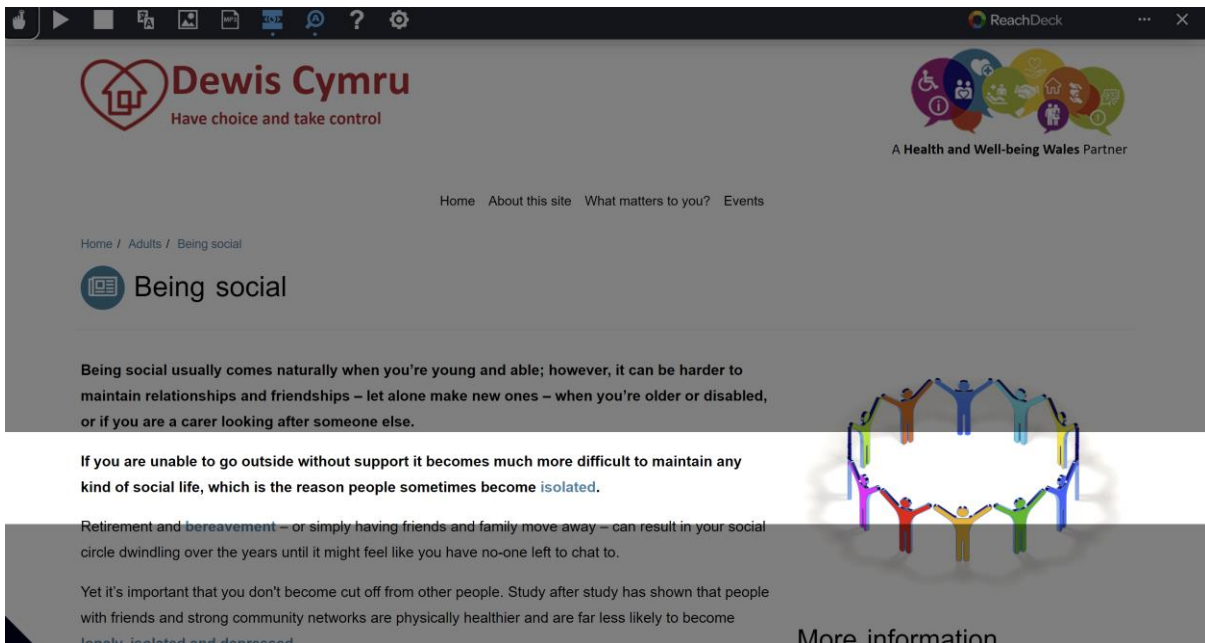 MP3
ReachDeck
Dewis Cymru
Have choice and take control
A Health and Well-being Wales Partner
Home About this site What matters to you? Events
Home / Adults / Being social
Being social
Being social usually comes naturally when you’re young and able; however, it can be harder to
maintain relationships and friendships – let alone make new ones – when you’re older or disabled,
or if you are a carer looking after someone else.
If you are unable to go outside without support it becomes much more difficult to maintain any
kind of social life, which is the reason people sometimes become isolated.
Retirement and bereavement – or simply having friends and family move away – can result in your social
circle dwindling over the years until it might feel like you have no-one left to chat to.
Yet it’s important that you don't become cut off from other people. Study after study has shown that people
with friends and strong community networks are physically healthier and are far less likely to become
lonely, isolated and depressed
More information